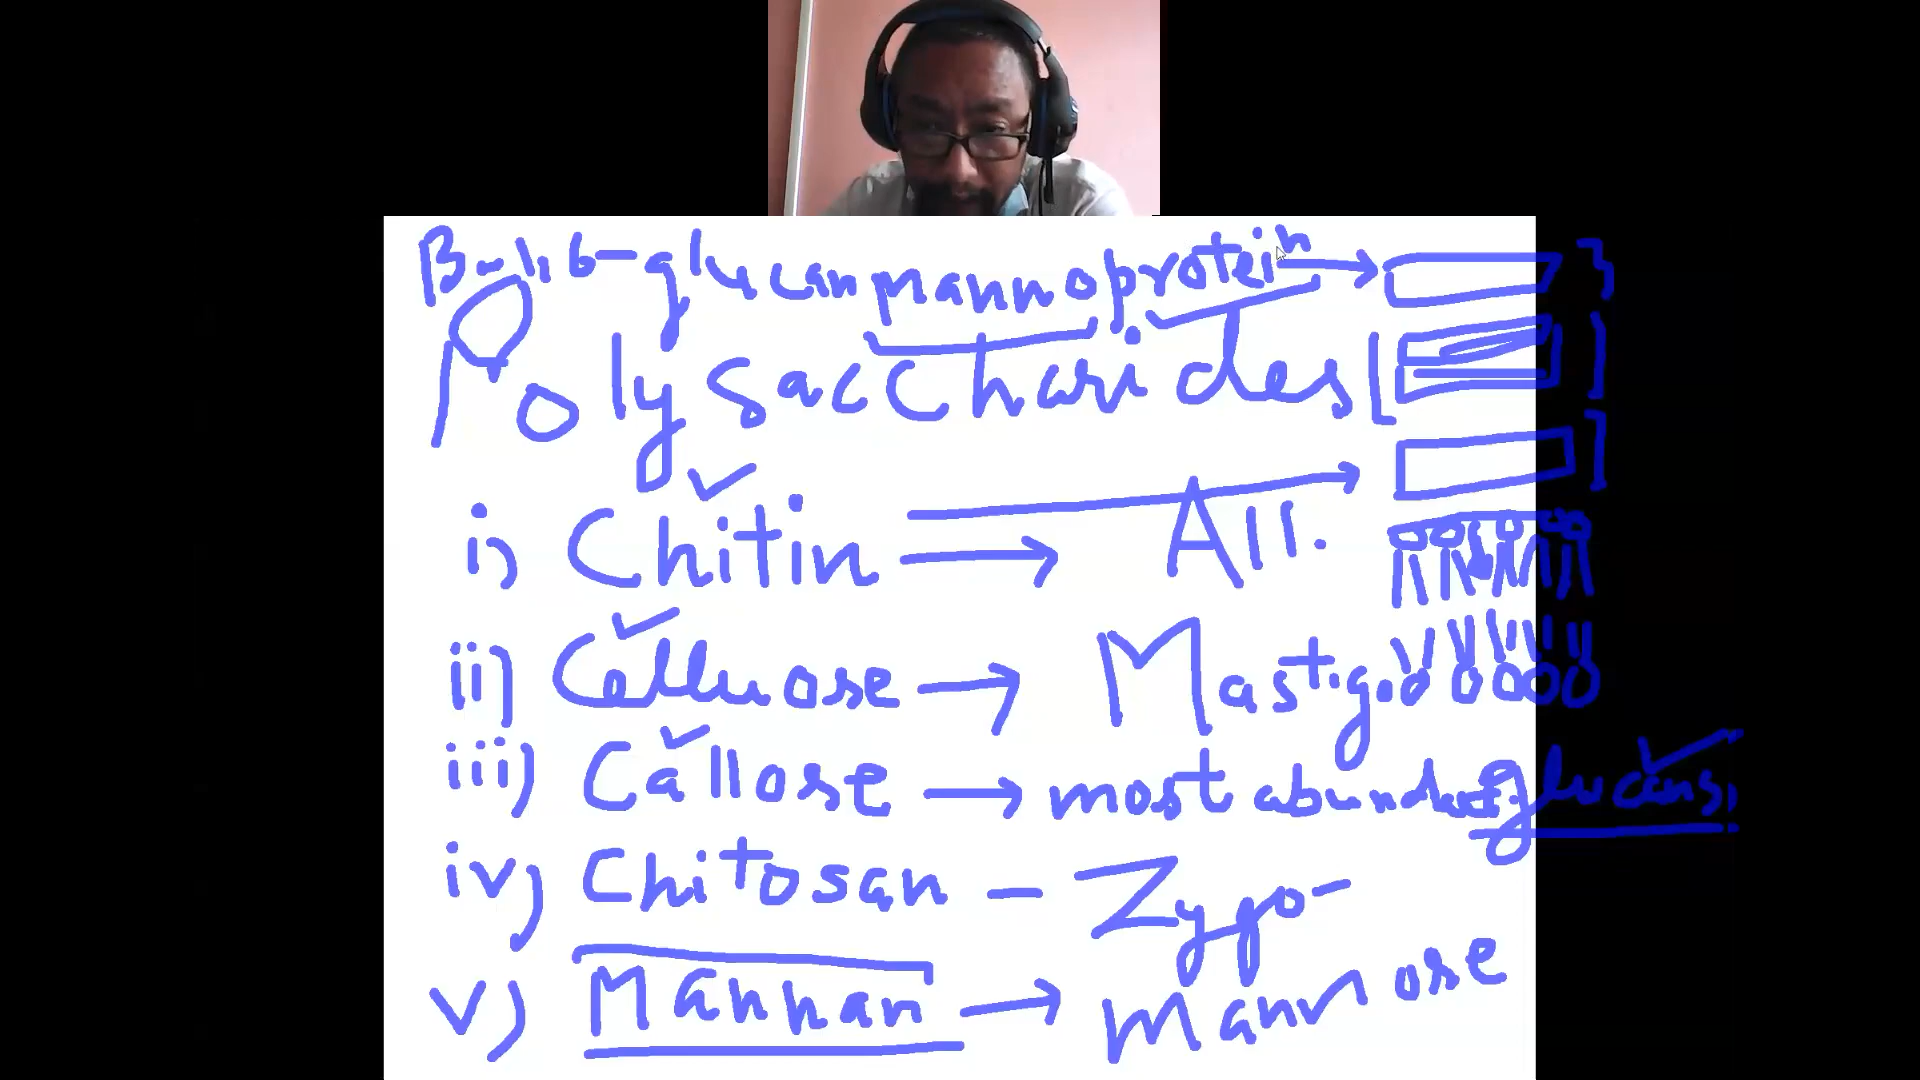 B-1,6-glucan mannoprotein →
Polysaccharides
i) Chitin → All.
ii) Cellulose → Mastigo
iii) Callose → most abundant glucans.
iv) Chitosan - Zygo-
v) Mannan → Mannose